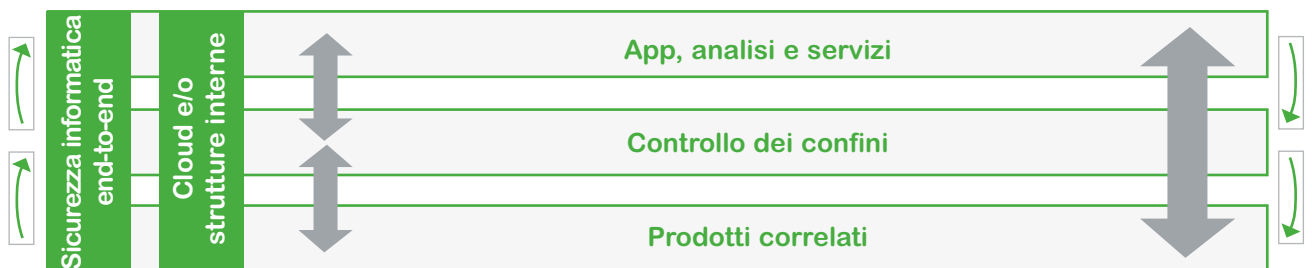 Sicurezza informatica
end-to-end
Cloud e/o
strutture interne
App, analisi e servizi
Controllo dei confini
Prodotti correlati